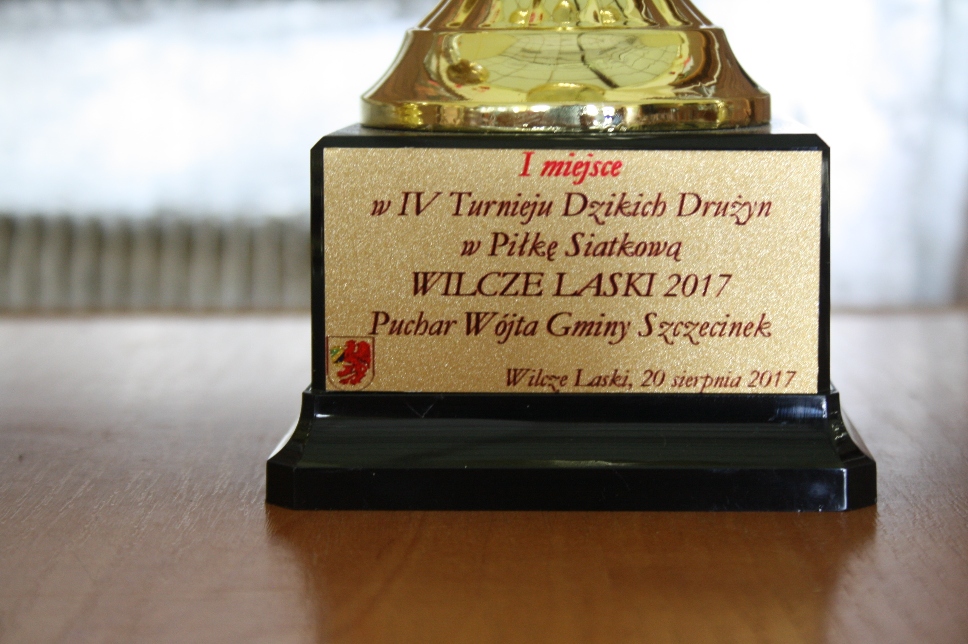 I miejsce
w IV Turnieju Dzikich Drużyn
w Piłkę Siatkową
WILCZE LASKI 2017
Puchar Wójta Gminy Szczecinek
Wilcze Laski, 20 sierpnia 2017